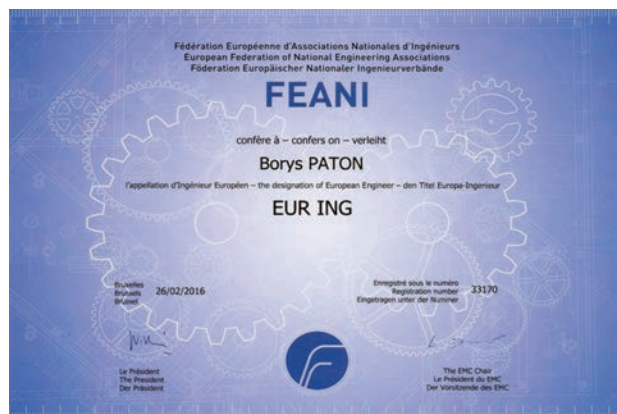 Fédération Européenne d'Associations Nationales d'Ingénieurs
European Federation of National Engineering Associations
Föderation Europäischer Nationaler Ingenieurverbände
FEANI
confère à – confers on – verleiht
Borys PATON
l'appellation d'Ingénieur Européen – the designation of European Engineer – den Titel Europa-Ingenieur
EUR ING
Bruxelles
Brussels
Brüssel
26/02/2016
Enregistré sous le numéro
Registration number
Eingetragen unter der Nummer
33170
Le Président
The President
Der Präsident
The EMC Chair
Le Président du EMC
Der Vorsitzende des EMC